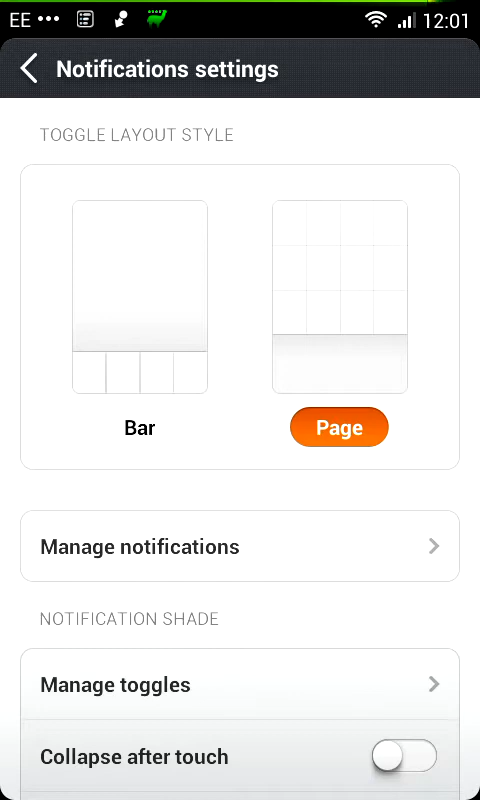 EE ••• 12:01
Notifications settings
TOGGLE LAYOUT STYLE
Bar Page
Manage notifications
NOTIFICATION SHADE
Manage toggles
Collapse after touch